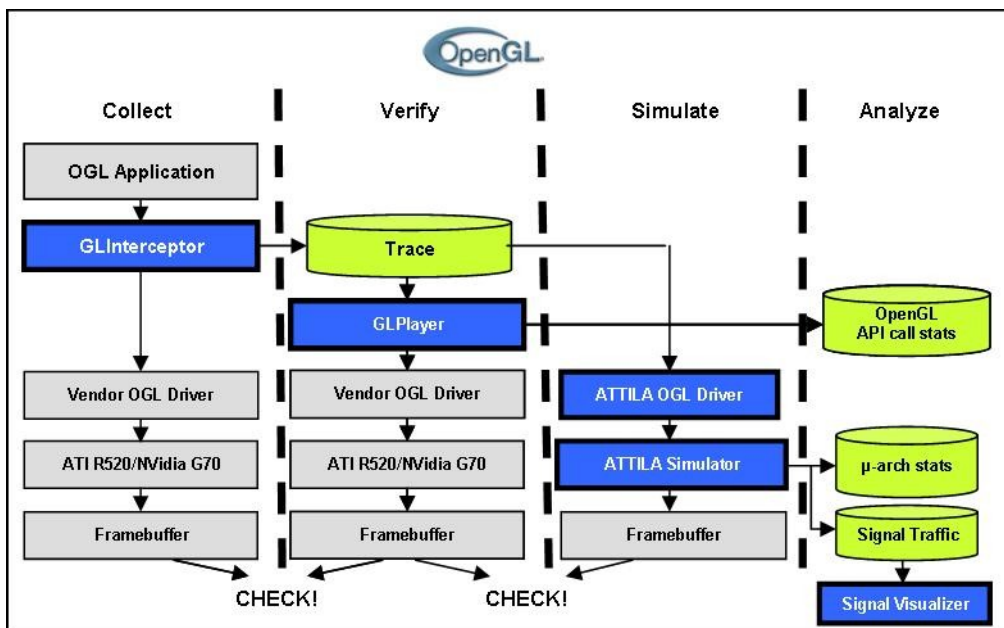 OpenGL
Collect
Verify
Simulate
Analyze
OGL Application
GLInterceptor
Trace
GLPlayer
OpenGL
API call stats
Vendor OGL Driver
Vendor OGL Driver
ATTILA OGL Driver
ATI R520/NVidia G70
ATI R520/NVidia G70
ATTILA Simulator
µ-arch stats
Framebuffer
Framebuffer
Framebuffer
Signal Traffic
CHECK!
CHECK!
Signal Visualizer